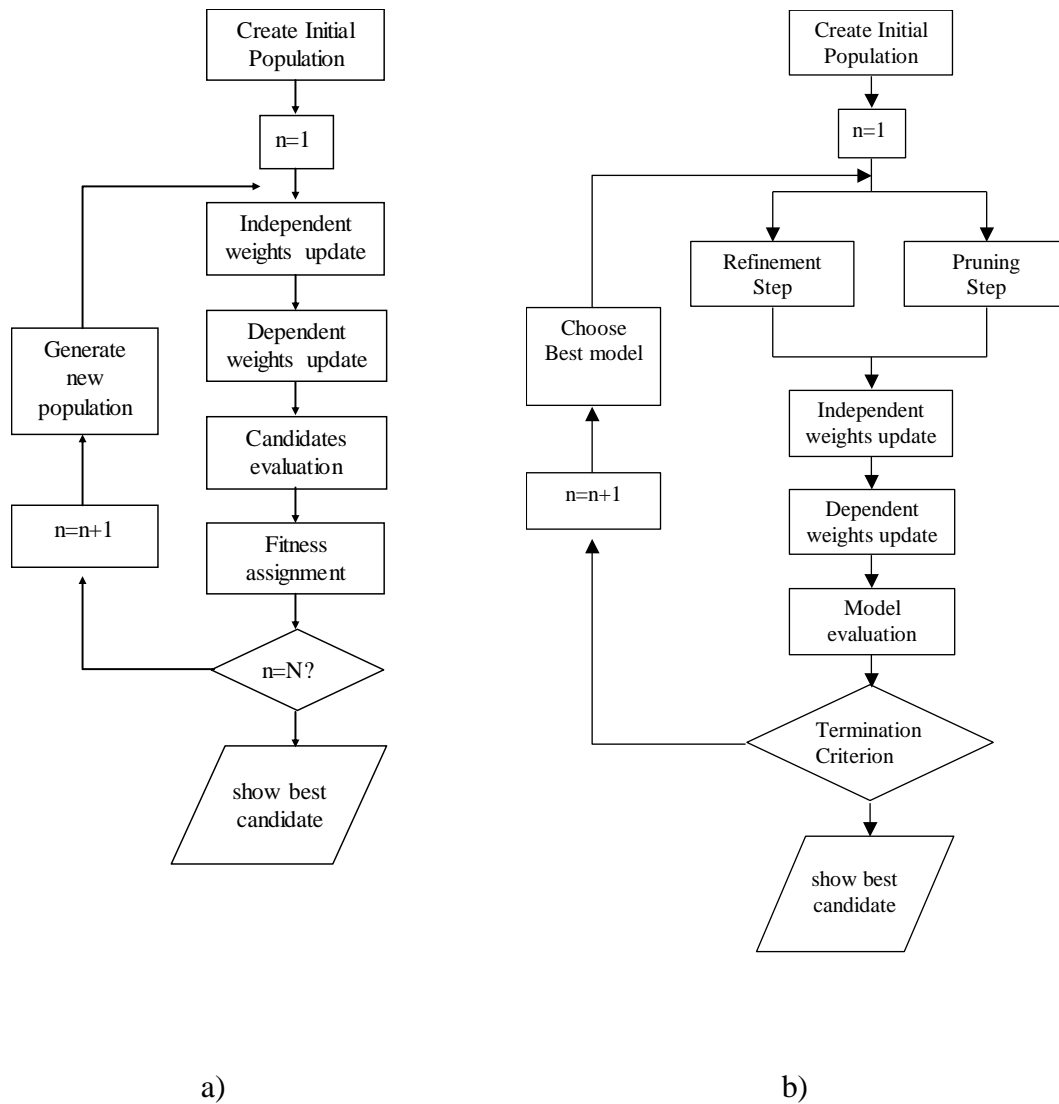 Create Initial
Population
n=1
Independent
weights update
Dependent
weights update
Candidates
evaluation
Fitness
assignment
n=N?
show best
candidate
n=n+1
Generate
new
population
a)
Create Initial
Population
n=1
Refinement
Step
Pruning
Step
Independent
weights update
Dependent
weights update
Model
evaluation
Termination
Criterion
show best
candidate
n=n+1
Choose
Best model
b)